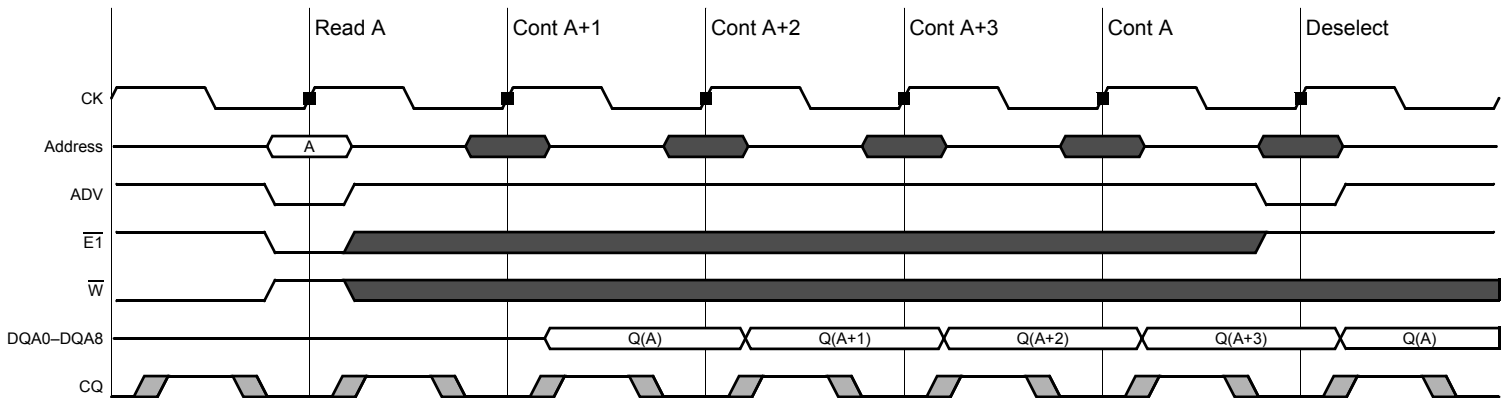 Read A Cont A+1 Cont A+2 Cont A+3 Cont A Deselect
CK
Address A
ADV
E1
W
DQA0–DQA8 Q(A) Q(A+1) Q(A+2) Q(A+3) Q(A)
CQ